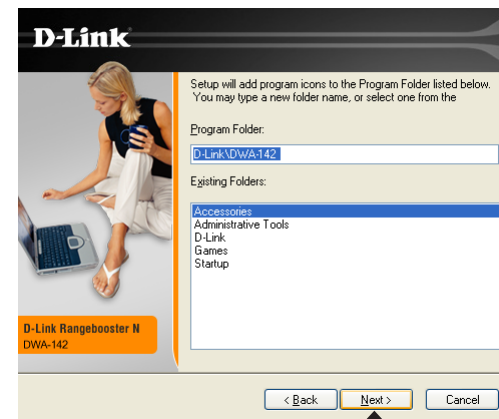 D-Link
Setup will add program icons to the Program Folder listed below.
You may type a new folder name, or select one from the
Program Folder:
D-Link\DWA-142
Existing Folders:
Accessories
Administrative Tools
D-Link
Games
Startup
D-Link Rangebooster N
DWA-142
< Back
Next >
Cancel